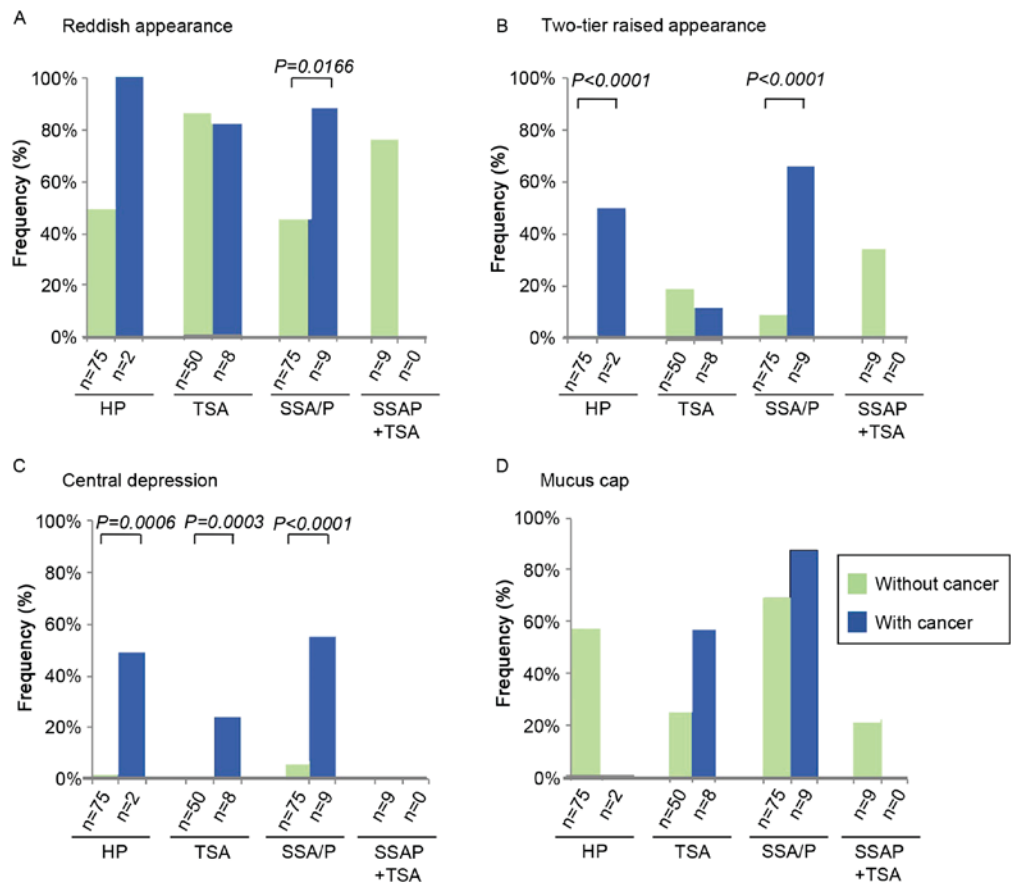 A Reddish appearance
P=0.0166
100%
80%
60%
40%
20%
0%
Frequency (%)
n=75 n=2 n=50 n=8 n=75 n=9 n=9 n=0
HP TSA SSA/P SSAP
+TSA
B Two-tier raised appearance
P<0.0001 P<0.0001
100%
80%
60%
40%
20%
0%
Frequency (%)
n=75 n=2 n=50 n=8 n=75 n=9 n=9 n=0
HP TSA SSA/P SSAP
+TSA
C Central depression
P=0.0006 P=0.0003 P<0.0001
100%
80%
60%
40%
20%
0%
Frequency (%)
n=75 n=2 n=50 n=8 n=75 n=9 n=9 n=0
HP TSA SSA/P SSAP
+TSA
D Mucus cap
100%
80%
60%
40%
20%
0%
Frequency (%)
n=75 n=2 n=50 n=8 n=75 n=9 n=9 n=0
HP TSA SSA/P SSAP
+TSA
Without cancer
With cancer